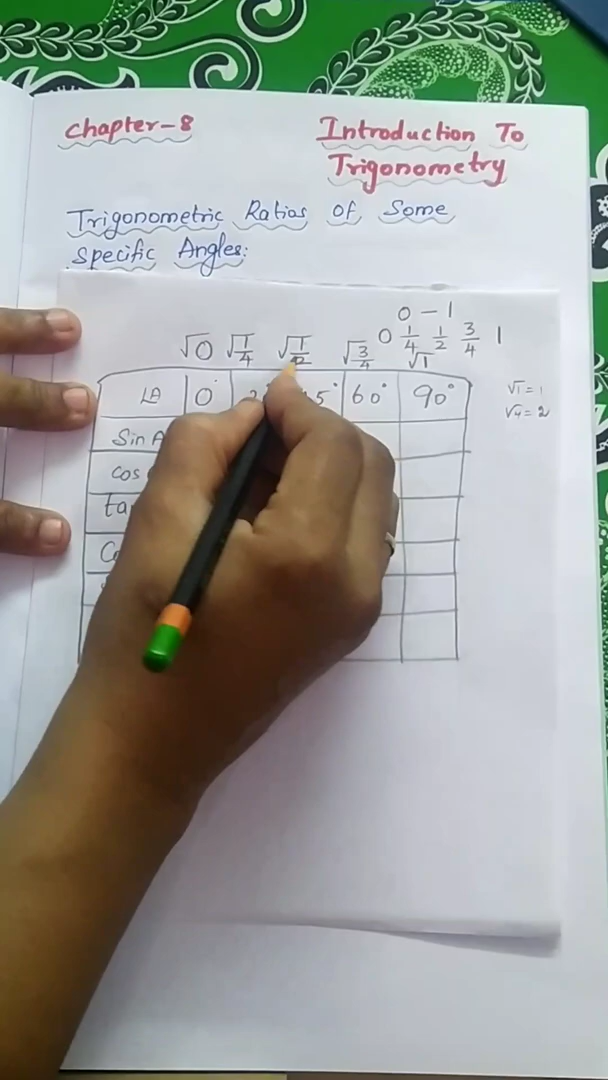 Chapter-8
Introduction To
Trigonometry
Trigonometric Ratios Of Some
Specific Angles:
0 - 1
0 1/4 1/2 3/4 1
√0 √1/4 √1/2 √3/4 √1
∠A 0° 60° 90°
√1 = 1
√4 = 2
Sin A
cos